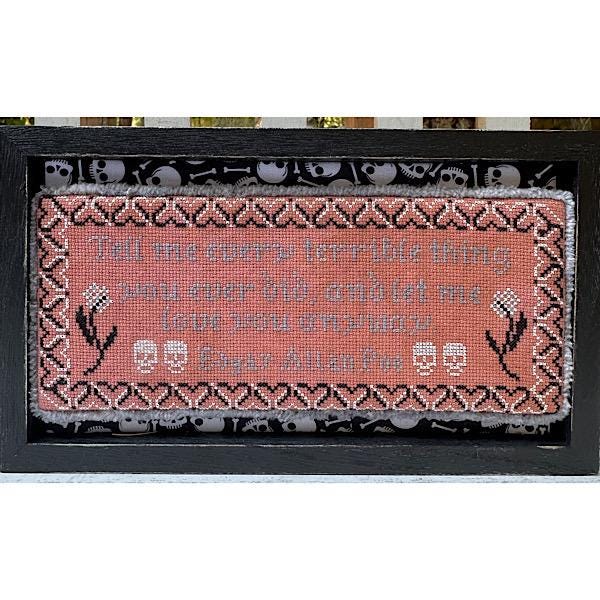 Tell me every terrible thing
you ever did, and let me
love you anyway
Edgar Allan Poe